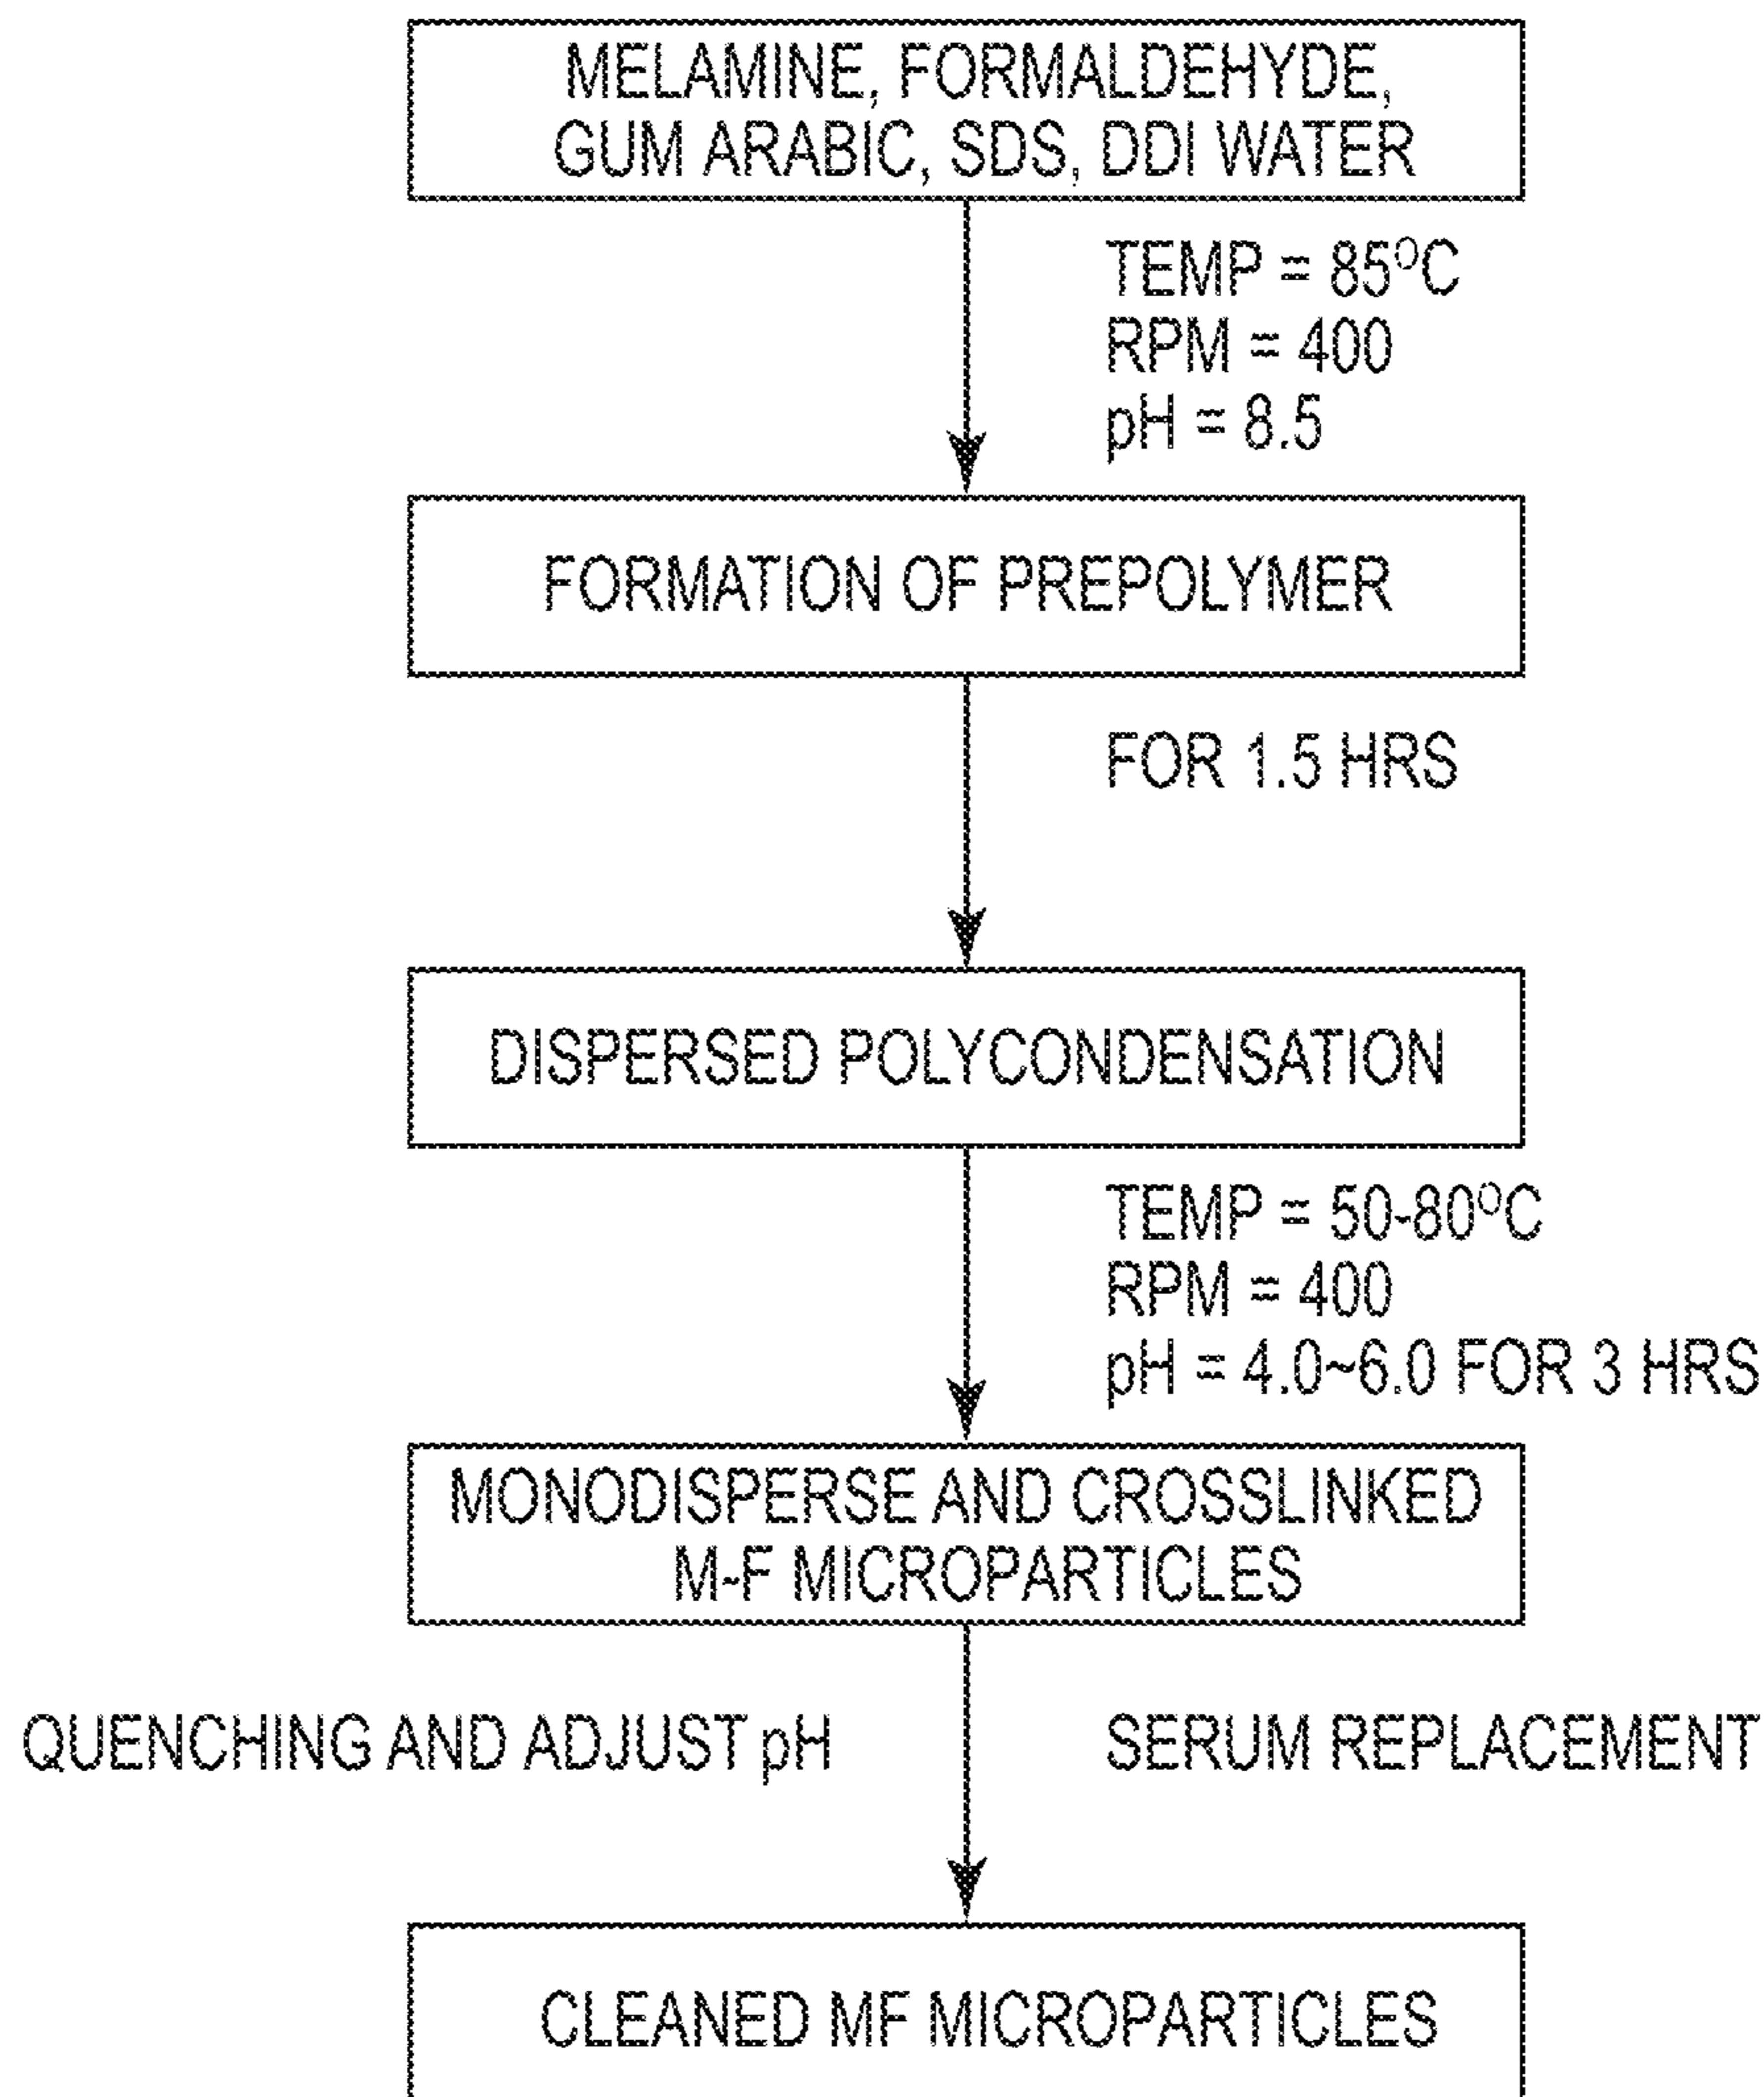 MELAMINE, FORMALDEHYDE,
GUM ARABIC, SDS, DDI WATER
TEMP = 85°C
RPM = 400
pH = 8.5
FORMATION OF PREPOLYMER
FOR 1.5 HRS
DISPERSED POLYCONDENSATION
TEMP = 50-80°C
RPM = 400
pH = 4.0~6.0 FOR 3 HRS
MONODISPERSE AND CROSSLINKED
M-F MICROPARTICLES
QUENCHING AND ADJUST pH
SERUM REPLACEMENT
CLEANED MF MICROPARTICLES